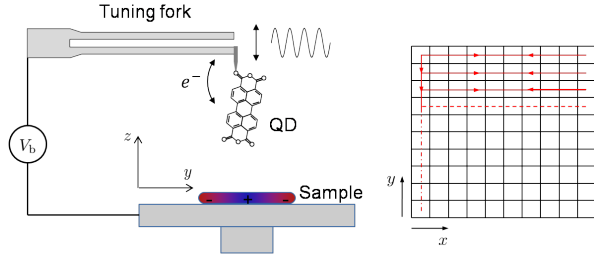 Tuning fork
e⁻
QD
V_b
z
y
Sample
- + -
y
x